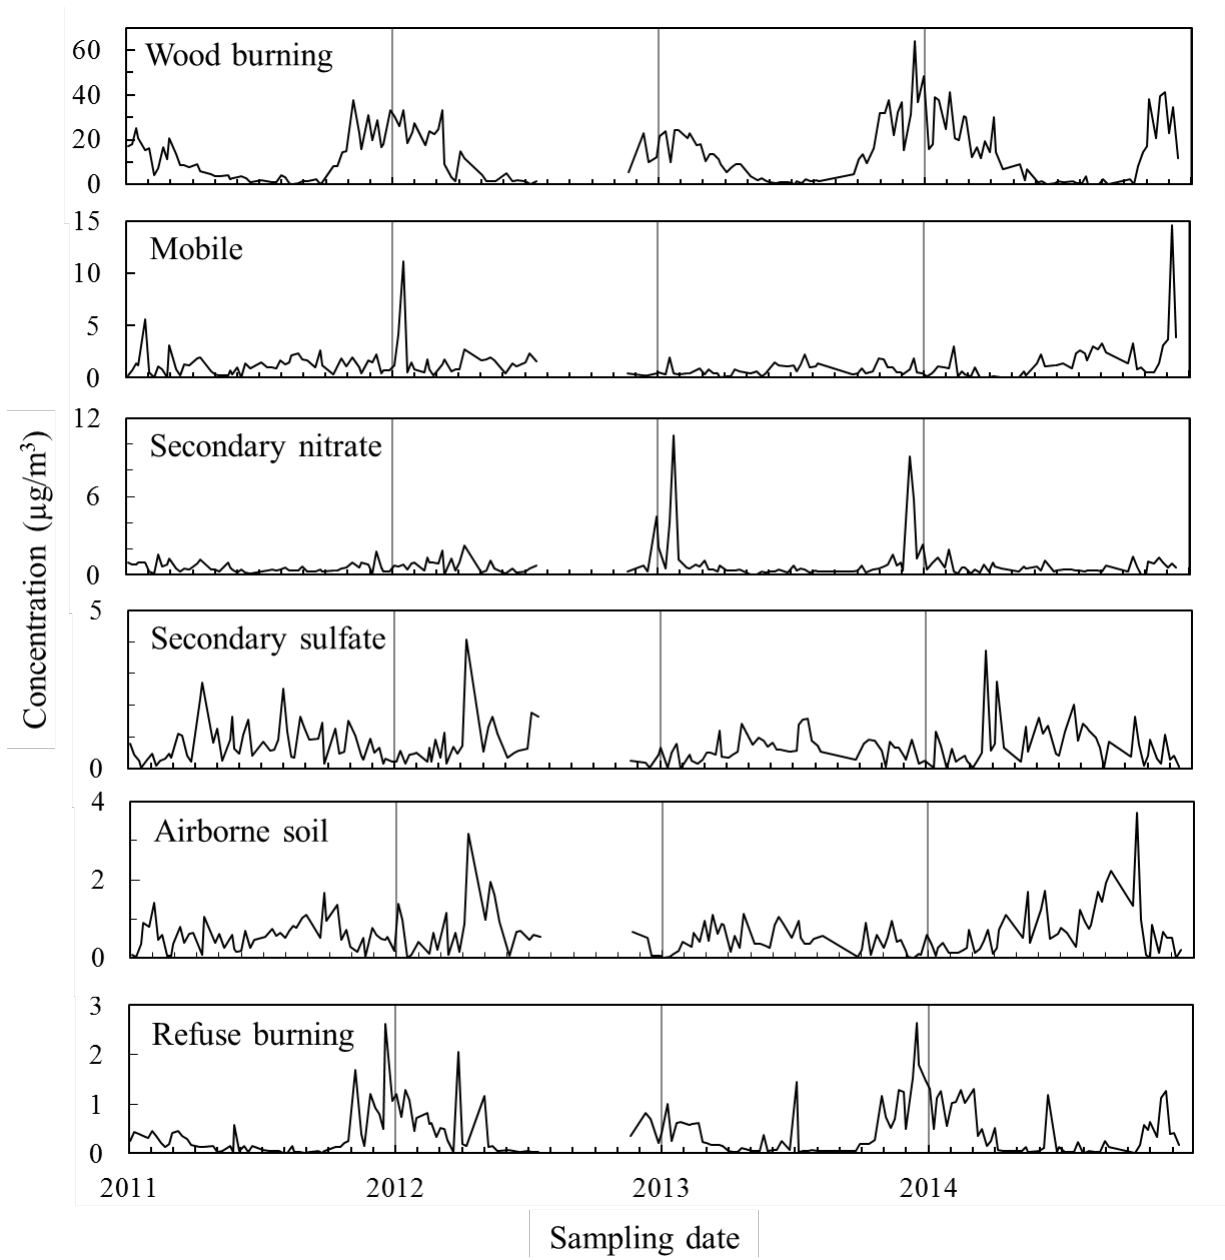 Wood burning
60
40
20
0
Mobile
15
10
5
0
Secondary nitrate
12
6
0
Secondary sulfate
5
0
Airborne soil
4
2
0
Refuse burning
3
2
1
0
2011 2012 2013 2014
Concentration (µg/m³)
Sampling date